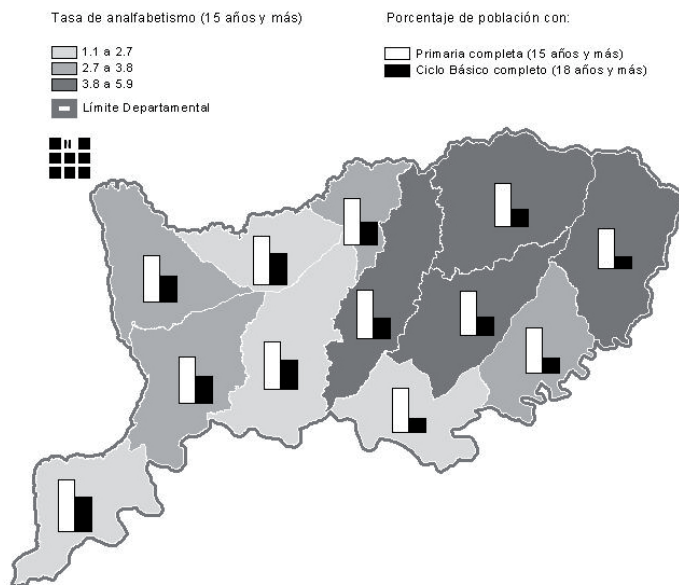 Tasa de analfabetismo (15 años y más)
1.1 a 2.7
2.7 a 3.8
3.8 a 5.9
Límite Departamental
Porcentaje de población con:
Primaria completa (15 años y más)
Ciclo Básico completo (18 años y más)